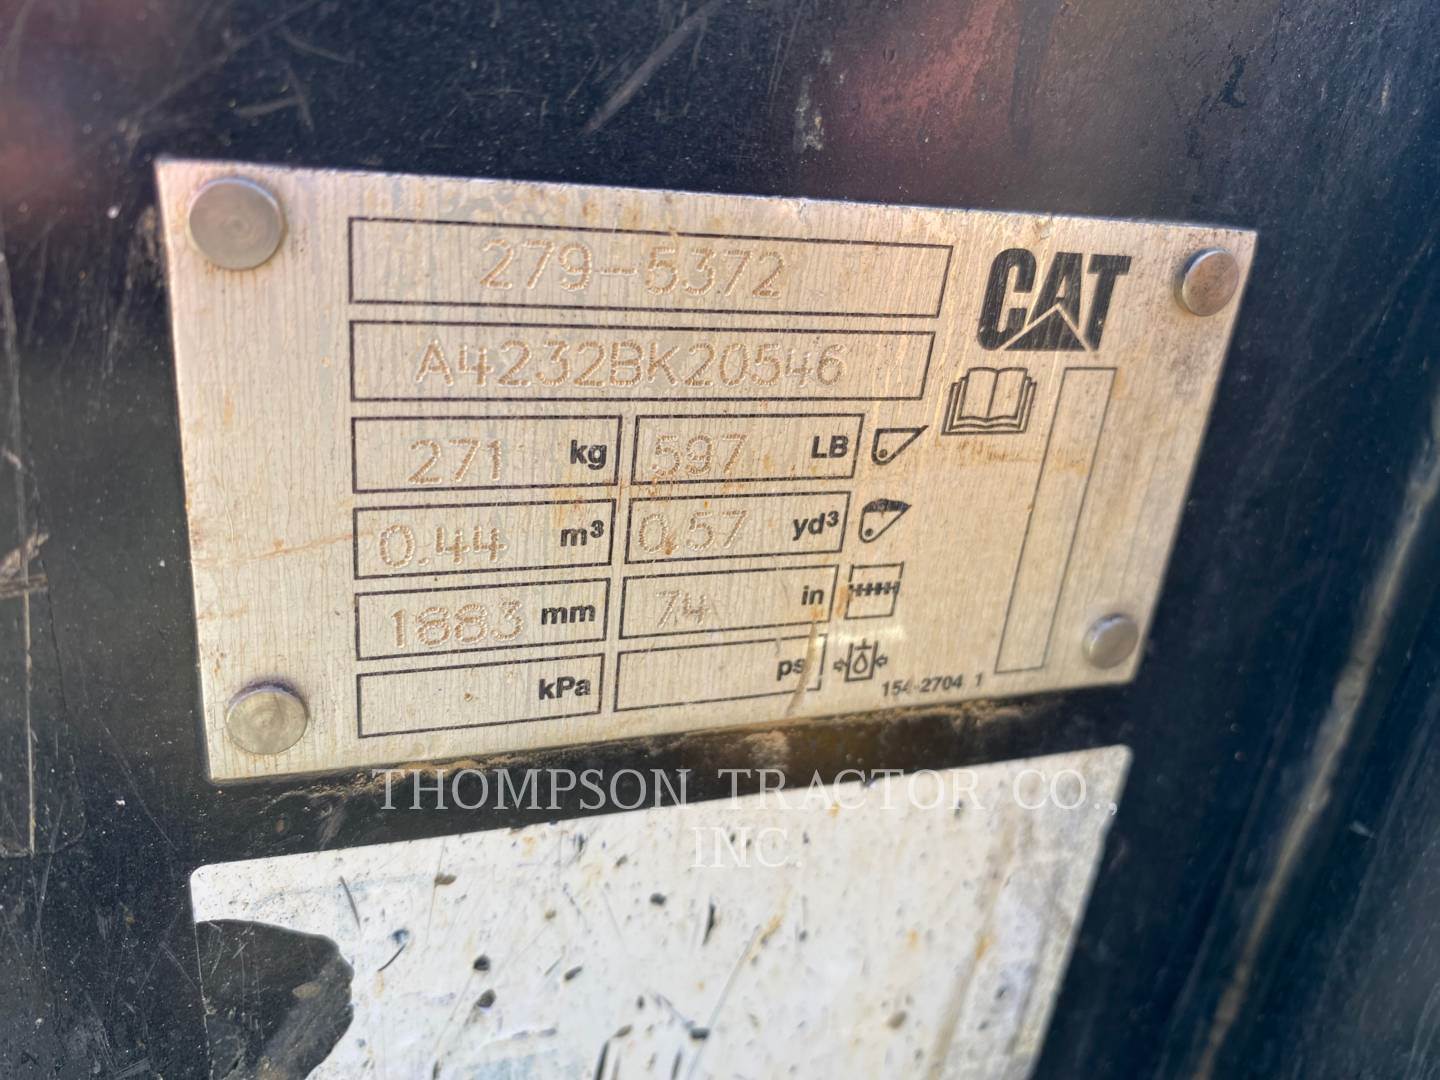 279-5372
CAT
A4232BK20546
271 kg 597 LB
0.44 m³ 0.57 yd³
1883 mm 74 in
kPa psi
154-2704 1
THOMPSON TRACTOR CO.,
INC.